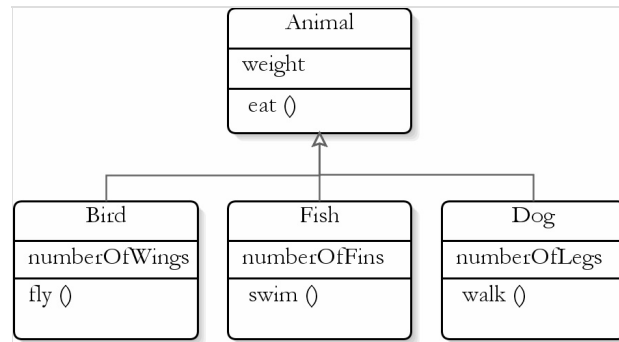 Animal
weight
eat ()
Bird
numberOfWings
fly ()
Fish
numberOfFins
swim ()
Dog
numberOfLegs
walk ()